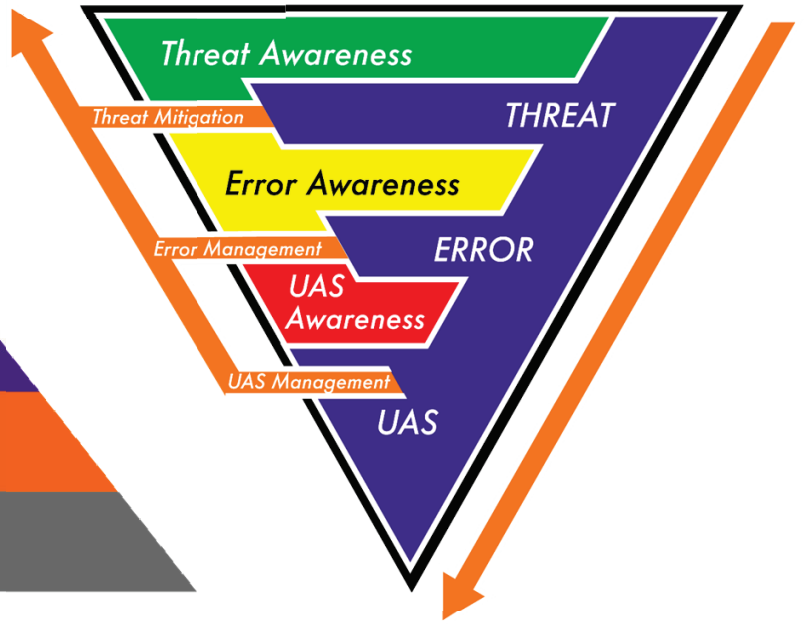 Threat Awareness
Threat Mitigation
THREAT
Error Awareness
Error Management
ERROR
UAS
Awareness
UAS Management
UAS